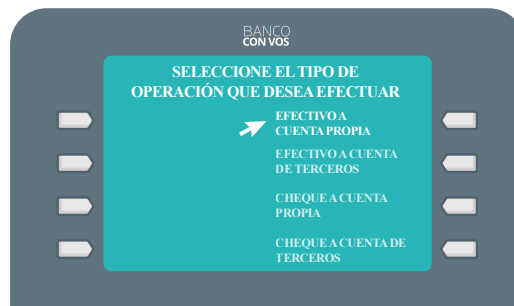 BANCO
CON VOS
SELECCIONE EL TIPO DE
OPERACIÓN QUE DESEA EFECTUAR
EFECTIVO A
CUENTA PROPIA
EFECTIVO A CUENTA
DE TERCEROS
CHEQUE A CUENTA
PROPIA
CHEQUE A CUENTA DE
TERCEROS